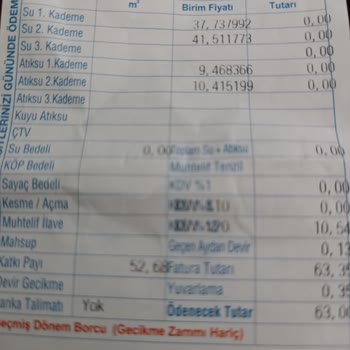 m³ Birim Fiyatı Tutarı
Su 1. Kademe 37,737992 0,00
Su 2. Kademe 41,511773 0,00
Su 3. Kademe 0,00
Atıksu 1.Kademe 9,468366 0,00
Atıksu 2.Kademe 10,415199 0,00
Atıksu 3.Kademe
Kuyu Atıksu
ÇTV
Su Bedeli 0,00 Toplam Su + Atıksu 0,00
KÖP Bedeli Muhtelif Tenzil
Sayaç Bedeli KDV %1 0,00
Kesme / Açma 0,00
Muhtelif İlave 10,54
Mahsup Geçen Aydan Devir 0,13
Katkı Payı 52,68 Fatura Tutarı 63,35
Devir Gecikme Yuvarlama 0,35
Banka Talimatı Yok Ödenecek Tutar 63,00
Geçmiş Dönem Borcu (Gecikme Zammı Hariç)